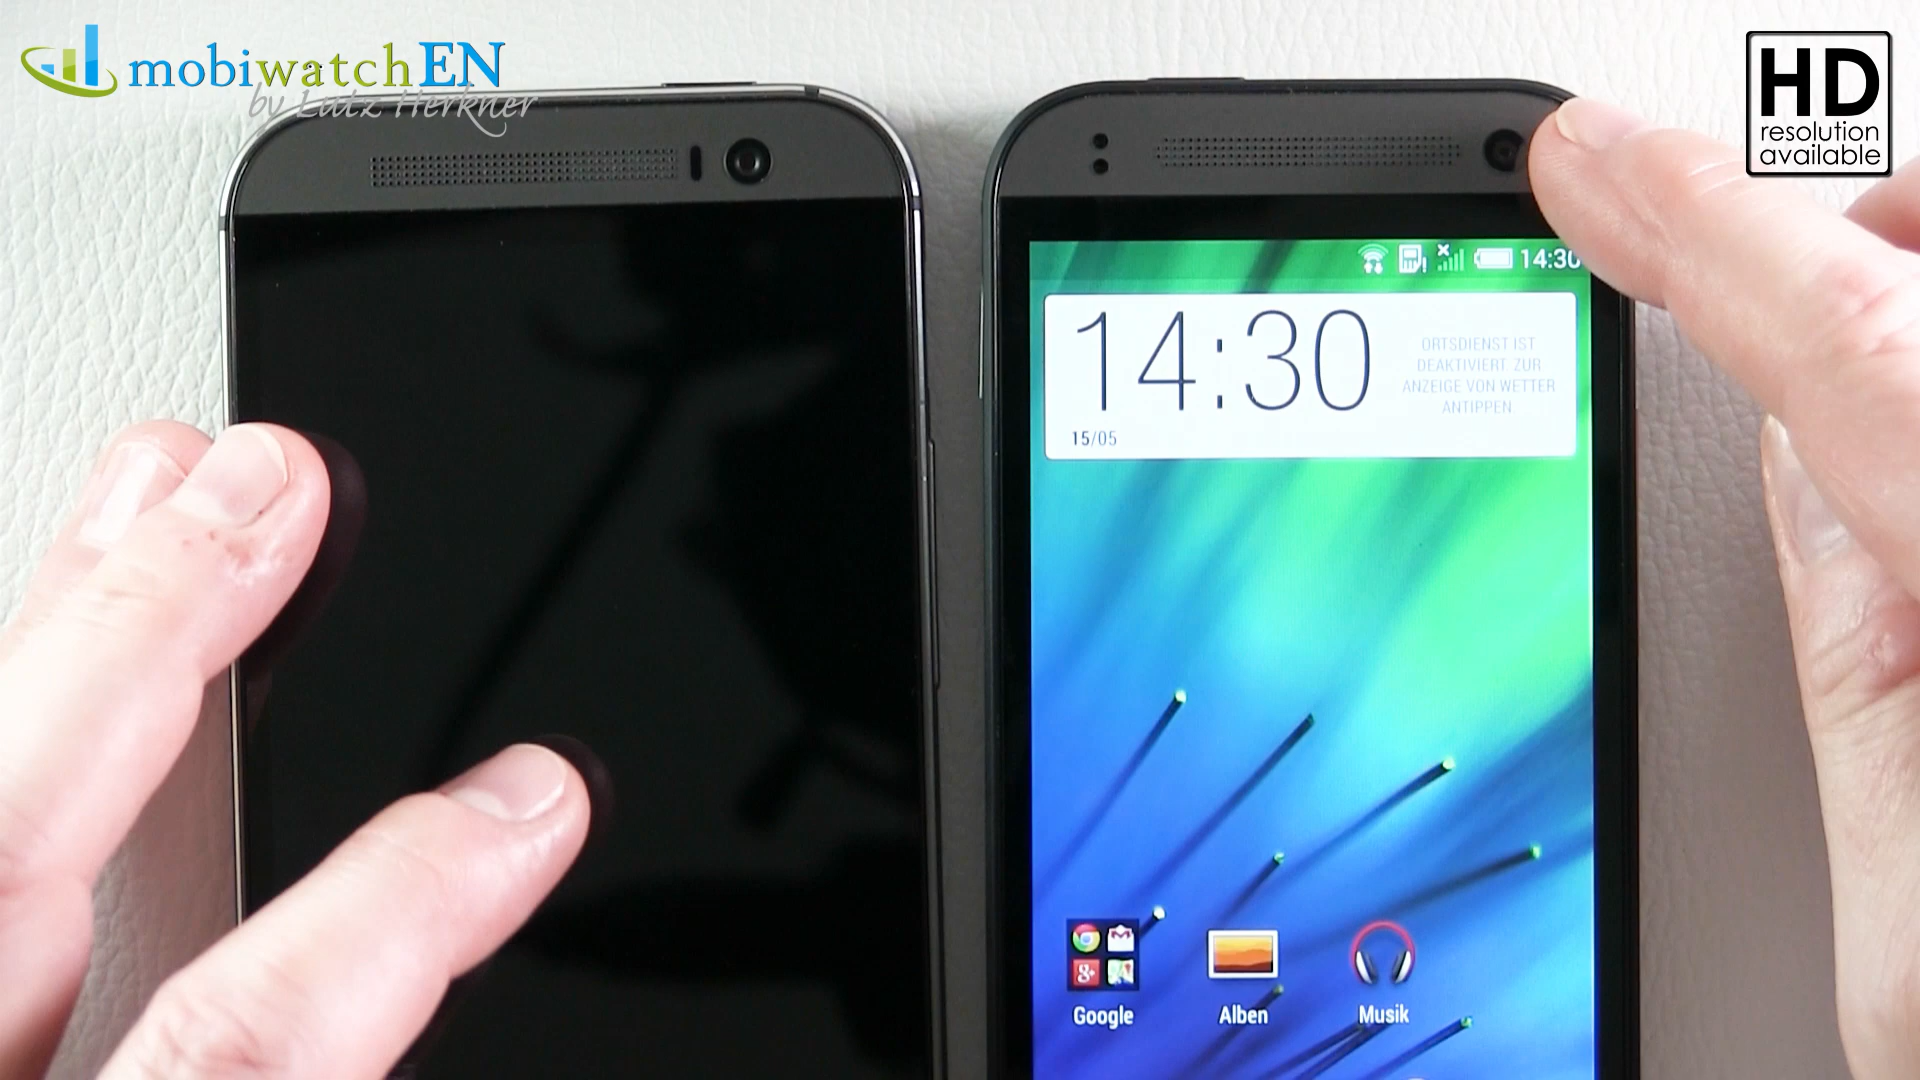 mobiwatchEN
by Lutz Herkner
HD
resolution
available
14:30
14:30
ORTSDIENST IST
DEAKTIVIERT. ZUR
ANZEIGE VON WETTER
ANTIPPEN.
15/05
Google
Alben
Musik